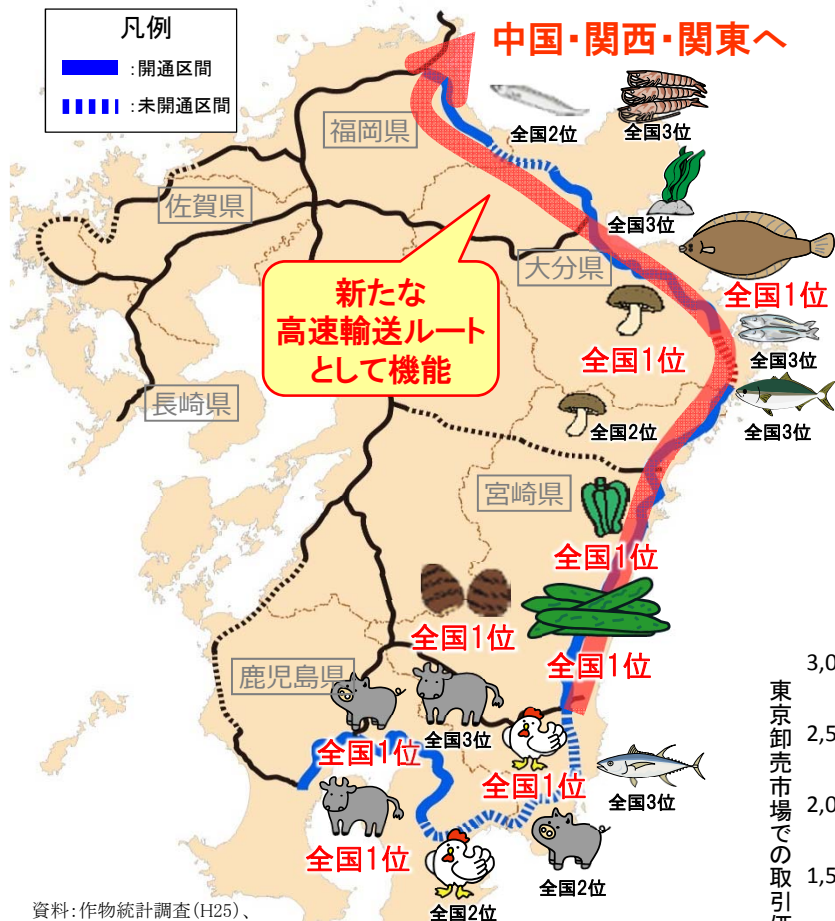 凡例
:開通区間
:未開通区間
中国・関西・関東へ
全国2位
全国3位
福岡県
全国3位
佐賀県
大分県
全国1位
新たな
高速輸送ルート
として機能
全国1位
全国3位
長崎県
全国2位
全国3位
宮崎県
全国1位
全国1位
全国1位
鹿児島県
全国1位
全国3位
全国1位
全国3位
全国1位
全国2位
全国2位
3,0
2,5
2,0
1,5
東京卸売市場での取引
資料:作物統計調査(H25)、